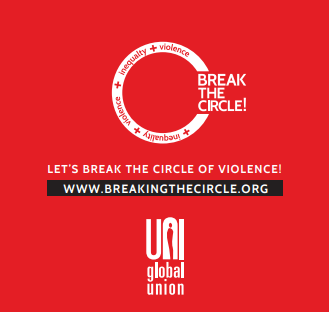 inequality + violence + inequality + violence +
BREAK
THE
CIRCLE!
LET'S BREAK THE CIRCLE OF VIOLENCE!
WWW.BREAKINGTHECIRCLE.ORG
UNI
global
union